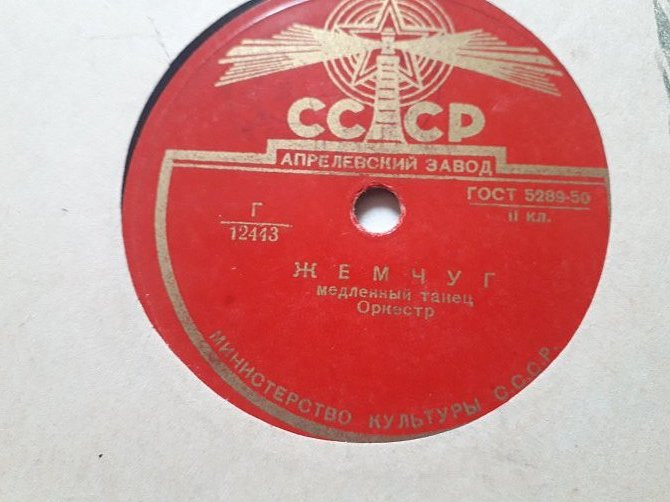 СССР
АПРЕЛЕВСКИЙ ЗАВОД
ГОСТ 5289-50
II кл.
Г
12443
ЖЕМЧУГ
медленный танец
Оркестр
МИНИСТЕРСТВО КУЛЬТУРЫ С.С.С.Р.